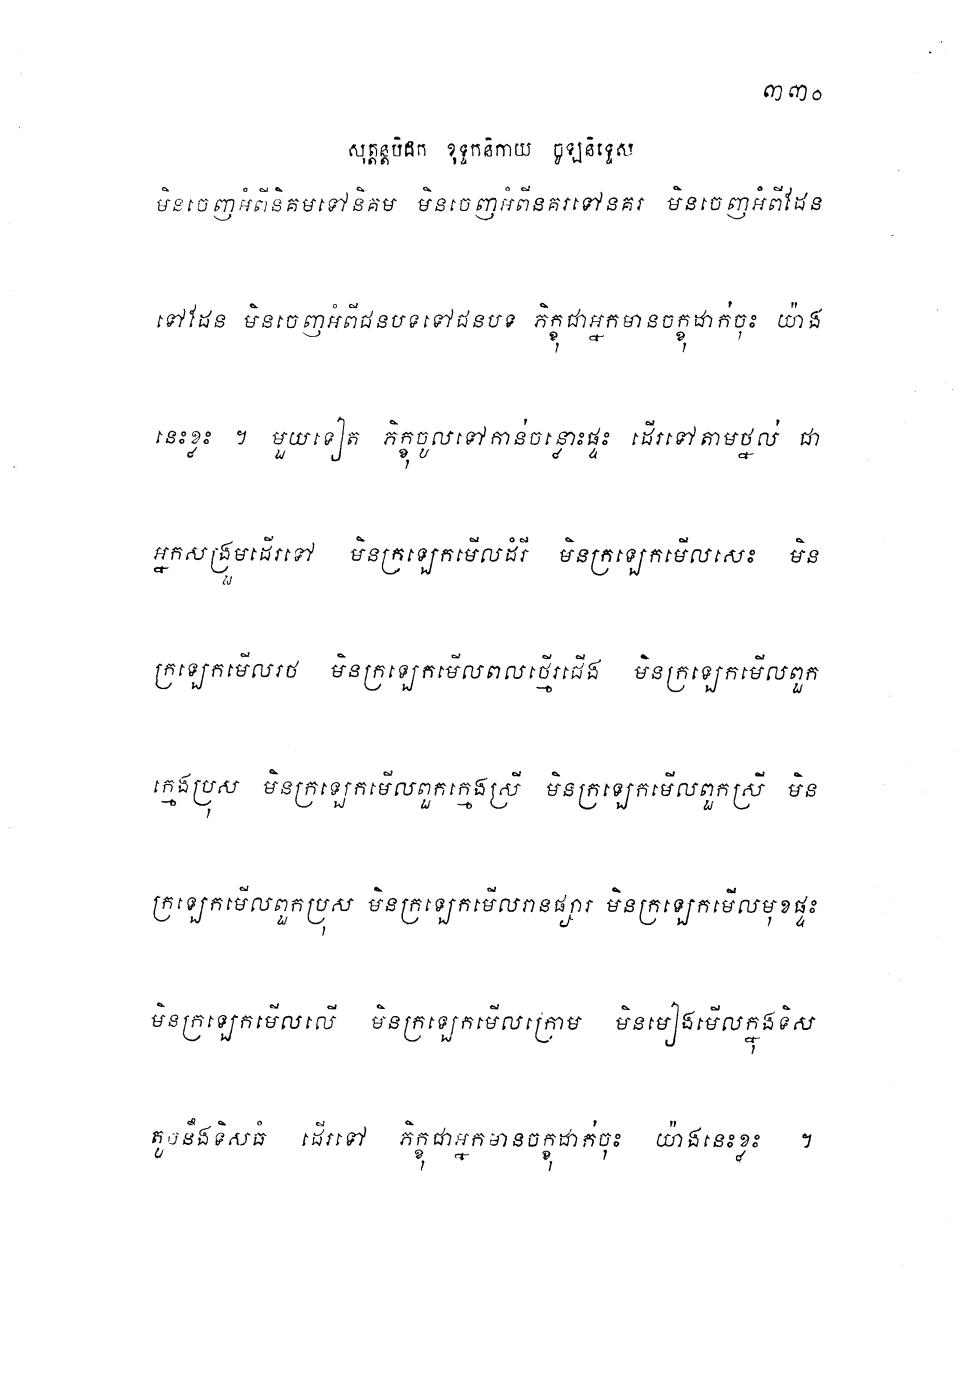 ៣៣០
សុត្តន្តបិដក ខុទ្ទកនិកាយ ចូឡនិទ្ទេស
មិនចេញអំពីនិគមទៅនិគម មិនចេញអំពីនគរទៅនគរ មិនចេញអំពីដែន
ទៅដែន មិនចេញអំពីជនបទទៅជនបទ ភិក្ខុជាអ្នកមានចក្ខុដាក់ចុះ យ៉ាង
នេះខ្លះ ។ មួយទៀត ភិក្ខុចូលទៅកាន់ចន្លោះផ្ទះ ដើរទៅតាមថ្នល់ ជា
អ្នកសង្រួមដើរទៅ មិនក្រឡេកមើលដំរី មិនក្រឡេកមើលសេះ មិន
ក្រឡេកមើលរថ មិនក្រឡេកមើលពលថ្មើរជើង មិនក្រឡេកមើលពួក
ក្មេងប្រុស មិនក្រឡេកមើលពួកក្មេងស្រី មិនក្រឡេកមើលពួកស្រី មិន
ក្រឡេកមើលពួកប្រុស មិនក្រឡេកមើលរានផ្សារ មិនក្រឡេកមើលមុខផ្ទះ
មិនក្រឡេកមើលលើ មិនក្រឡេកមើលក្រោម មិនមៀងមើលក្នុងទិស
តូចនឹងទិសធំ ដើរទៅ ភិក្ខុជាអ្នកមានចក្ខុដាក់ចុះ យ៉ាងនេះខ្លះ ។